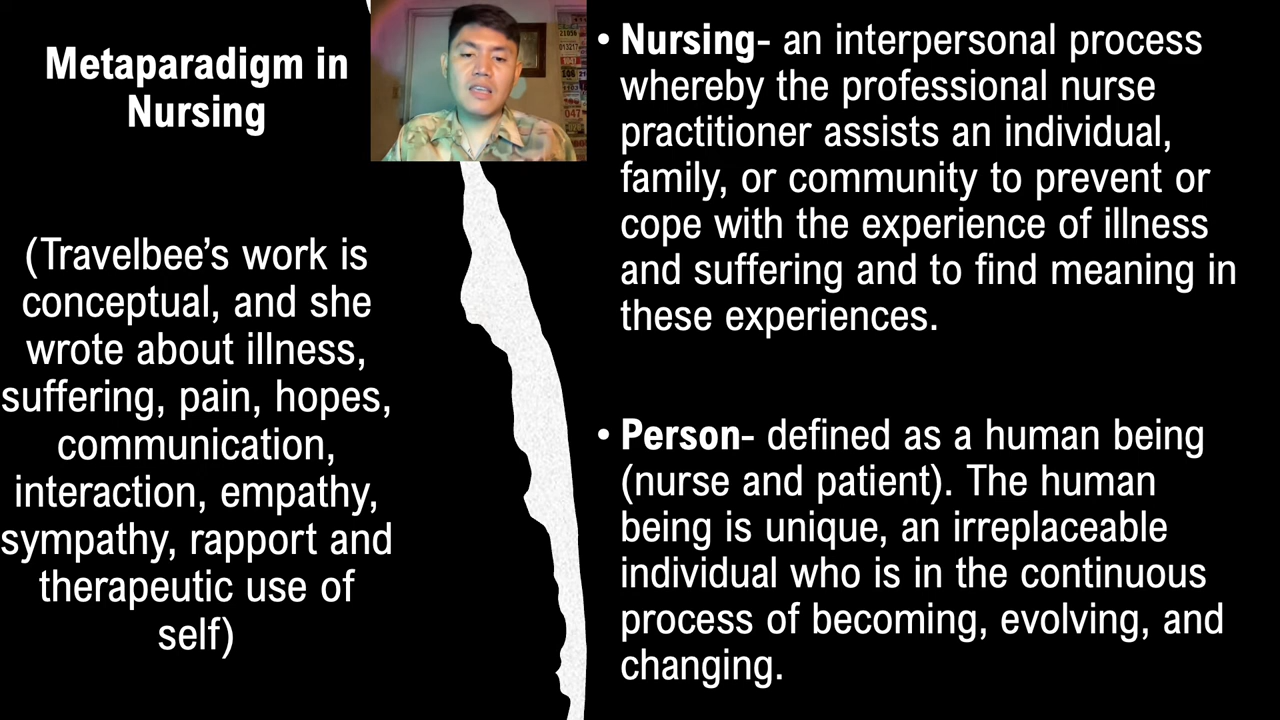 Metaparadigm in
Nursing
(Travelbee’s work is
conceptual, and she
wrote about illness,
suffering, pain, hopes,
communication,
interaction, empathy,
sympathy, rapport and
therapeutic use of
self)
• Nursing- an interpersonal process
whereby the professional nurse
practitioner assists an individual,
family, or community to prevent or
cope with the experience of illness
and suffering and to find meaning in
these experiences.
• Person- defined as a human being
(nurse and patient). The human
being is unique, an irreplaceable
individual who is in the continuous
process of becoming, evolving, and
changing.